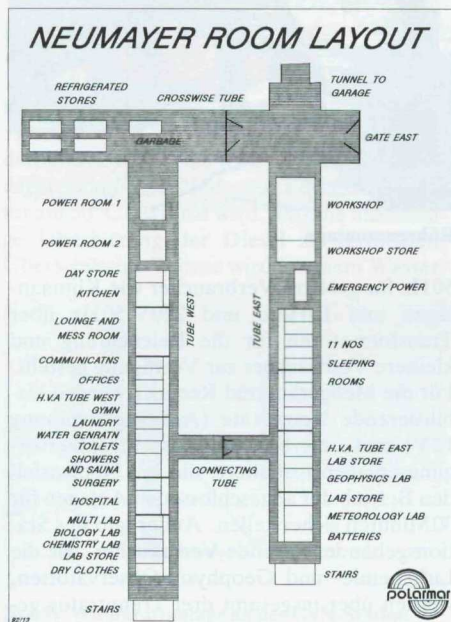 NEUMAYER ROOM LAYOUT
REFRIGERATED
STORES
CROSSWISE TUBE
TUNNEL TO
GARAGE
GARBAGE
GATE EAST
POWER ROOM 1
POWER ROOM 2
DAY STORE
KITCHEN
LOUNGE AND
MESS ROOM
COMMUNICATNS
OFFICES
H.V.A TUBE WEST
GYMN
LAUNDRY
WATER GENRATN
TOILETS
SHOWERS
AND SAUNA
SURGERY
HOSPITAL
MULTI LAB
BIOLOGY LAB
CHEMISTRY LAB
LAB STORE
DRY CLOTHES
STAIRS
TUBE WEST
TUBE EAST
CONNECTING
TUBE
WORKSHOP
WORKSHOP STORE
EMERGENCY POWER
11 NOS
SLEEPING
ROOMS
H.V.A. TUBE EAST
LAB STORE
GEOPHYSICS LAB
LAB STORE
METEOROLOGY LAB
BATTERIES
STAIRS
polarmar